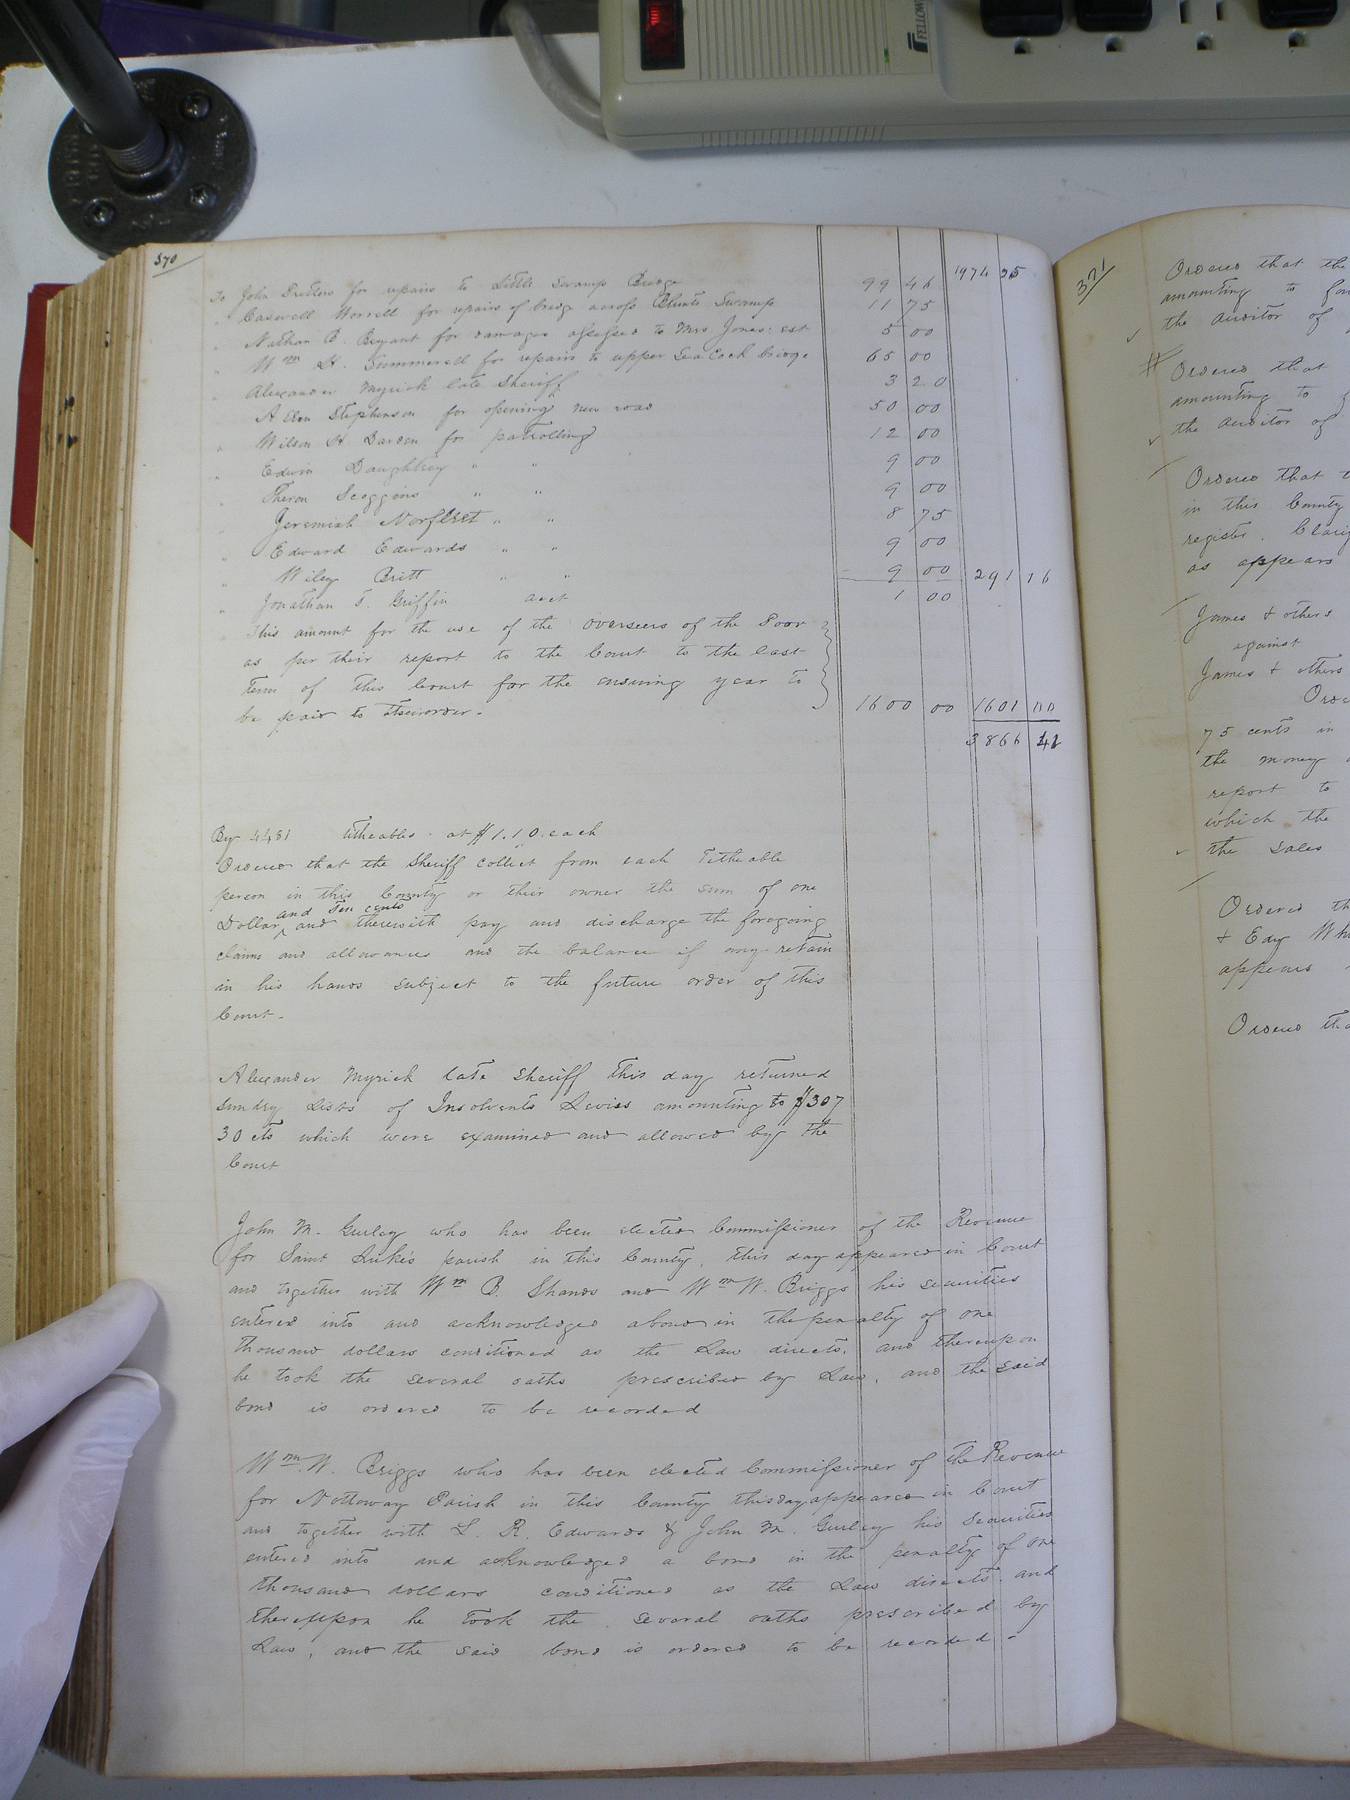 FELLOW
370
1974 25
To John Drettero for repairs to Little Swamp Bridge 99 46
" Caswell Worrell for repairs of bridge across Blunts Swamp 11 75
" Nathan B. Bryant for damages assessed to Mrs Jones' est 5 00
" Wm H. Summerell for repairs to upper Seacock bridge 65 00
" Alexander Myrick late Sheriff 3 20
" A Stephenson for opening new road 50 00
" Wilson H Darden for patrolling 12 00
" Edwin Daughtrey " " 9 00
" Theron Scoggins " " 9 00
" Jeremiah Norfleet " " 8 75
" Edward Edwards " " 9 00
" Wiley Britt " " 9 00 291 16
" Jonathan T. Griffin acct 1 00
This amount for the use of the Overseers of the Poor
as per their report to the Court to the last
term of this Court for the ensuing year to
be paid to their order. 1600 00 1601 00
3866 41
By 4481 titheables at $1.10 each
Ordered that the Sheriff collect from each Titheable
person in this County or their owner the sum of one
Dollar and Ten cents and therewith pay and discharge the foregoing
claims and allowances and the balance if any retain
in his hands subject to the future order of this
Court.
Alexander Myrick late Sheriff this day returned
sundry Lists of Insolvents Levies amounting to $307
30 cts which were examined and allowed by the
Court
John M. Gurley who has been elected Commissioner of the Revenue
for Saint Luke's parish in this County, this day appeared in Court
and together with Wm B. Shands and Wm W. Briggs his securities
entered into and acknowledged a bond in the penalty of one
thousand dollars conditioned as the Law directs, and thereupon
he took the several oaths prescribed by Law, and the said
bond is ordered to be recorded
Wm. W. Briggs who has been elected Commissioner of the Revenue
for Nottoway Parish in this County this day appeared in Court
and together with L. R. Edwards & John M. Gurley his securities
entered into and acknowledged a bond in the penalty of one
thousand dollars conditioned as the Law directs, and
thereuppon he took the several oaths prescribed by
Law, and the said bond is ordered to be recorded -
371
Ordered that the
amounting to
the auditor of
Ordered that
amounting to
the auditor of
Ordered that
in this County
register.
as appears
James & others
against
James & others
75 cents in
the money
report to
which the
the sales
Ordered
& Edy
appears
Ordered